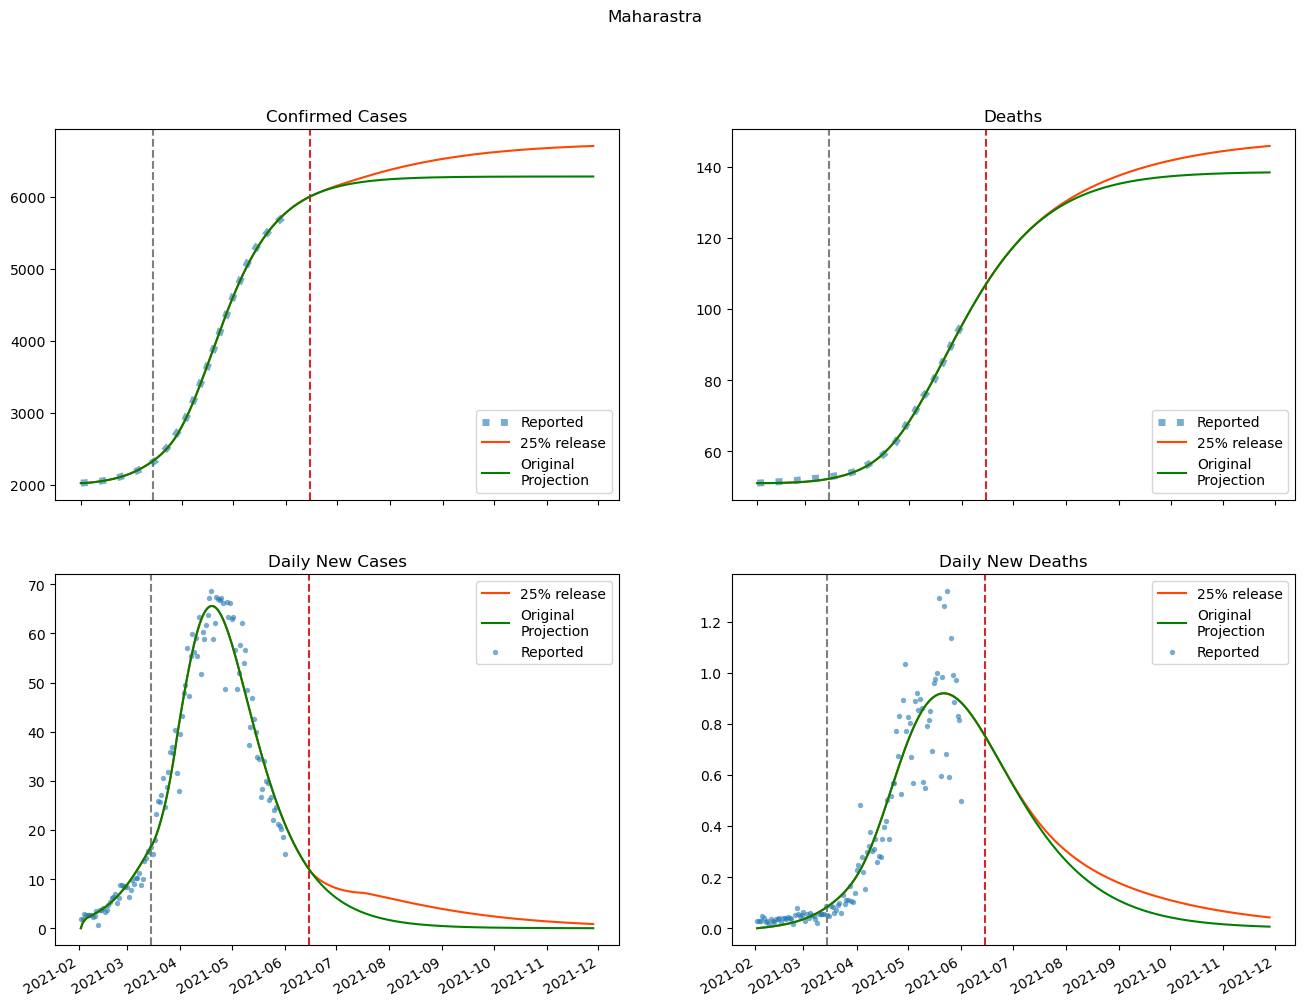 Maharastra
Confirmed Cases
6000
5000
4000
3000
2000
Reported
25% release
Original
Projection
Deaths
140
120
100
80
60
Reported
25% release
Original
Projection
Daily New Cases
70
60
50
40
30
20
10
0
25% release
Original
Projection
Reported
2021-02
2021-03
2021-04
2021-05
2021-06
2021-07
2021-08
2021-09
2021-10
2021-11
2021-12
Daily New Deaths
1.2
1.0
0.8
0.6
0.4
0.2
0.0
25% release
Original
Projection
Reported
2021-02
2021-03
2021-04
2021-05
2021-06
2021-07
2021-08
2021-09
2021-10
2021-11
2021-12